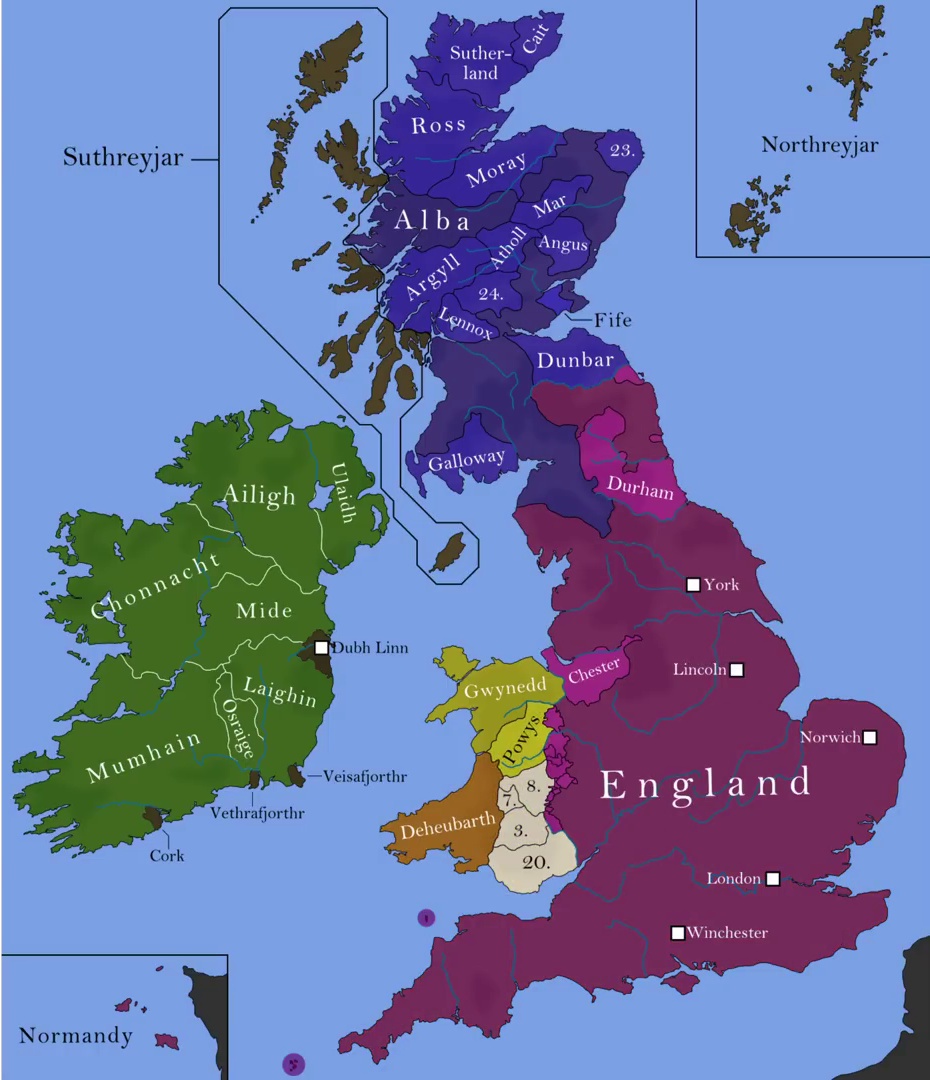 Suther-
land
Cait
Ross
Suthreyjar
Northreyjar
23.
Moray
Mar
Alba
Atholl
Angus
Argyll
24.
Lennox
Fife
Dunbar
Galloway
Durham
Ailigh
Ulaidh
Chonnacht
York
Mide
Dubh Linn
Chester
Lincoln
Gwynedd
Laighin
Osraige
Powys
Norwich
Mumhain
England
Veisafjorthr
8.
7.
Vethrafjorthr
Deheubarth
3.
Cork
20.
London
Winchester
Normandy